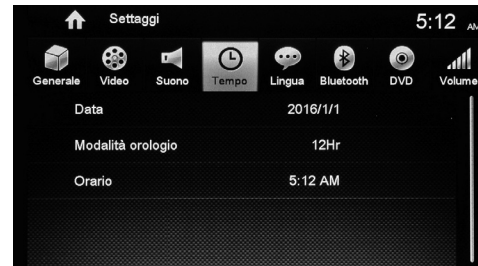 Settaggi 5:12 AM
Generale Video Suono Tempo Lingua Bluetooth DVD Volume
Data 2016/1/1
Modalità orologio 12Hr
Orario 5:12 AM